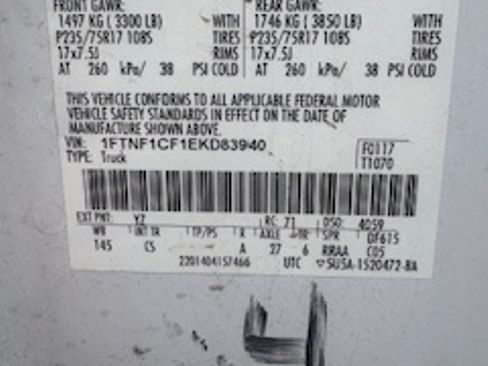 FRONT GAWR: REAR GAWR:
1497 KG ( 3300 LB) WITH 1746 KG ( 3850 LB) WITH
P235/75R17 108S TIRES P235/75R17 108S TIRES
17x7.5J RIMS 17x7.5J RIMS
AT 260 kPa/ 38 PSI COLD AT 260 kPa/ 38 PSI COLD
THIS VEHICLE CONFORMS TO ALL APPLICABLE FEDERAL MOTOR
VEHICLE SAFETY STANDARDS IN EFFECT ON THE DATE OF
MANUFACTURE SHOWN ABOVE.
VIN: 1FTNF1CF1EKD83940 F0117
TYPE: Truck T1070
EXT PNT: YZ RC: 71 DSO: 4059
WB INT TR TP/PS R AXLE TR SPR DF615
145 CS A 27 6 RRAA C05
2201404157466 UTC ▽5U5A-1520472-BA
4